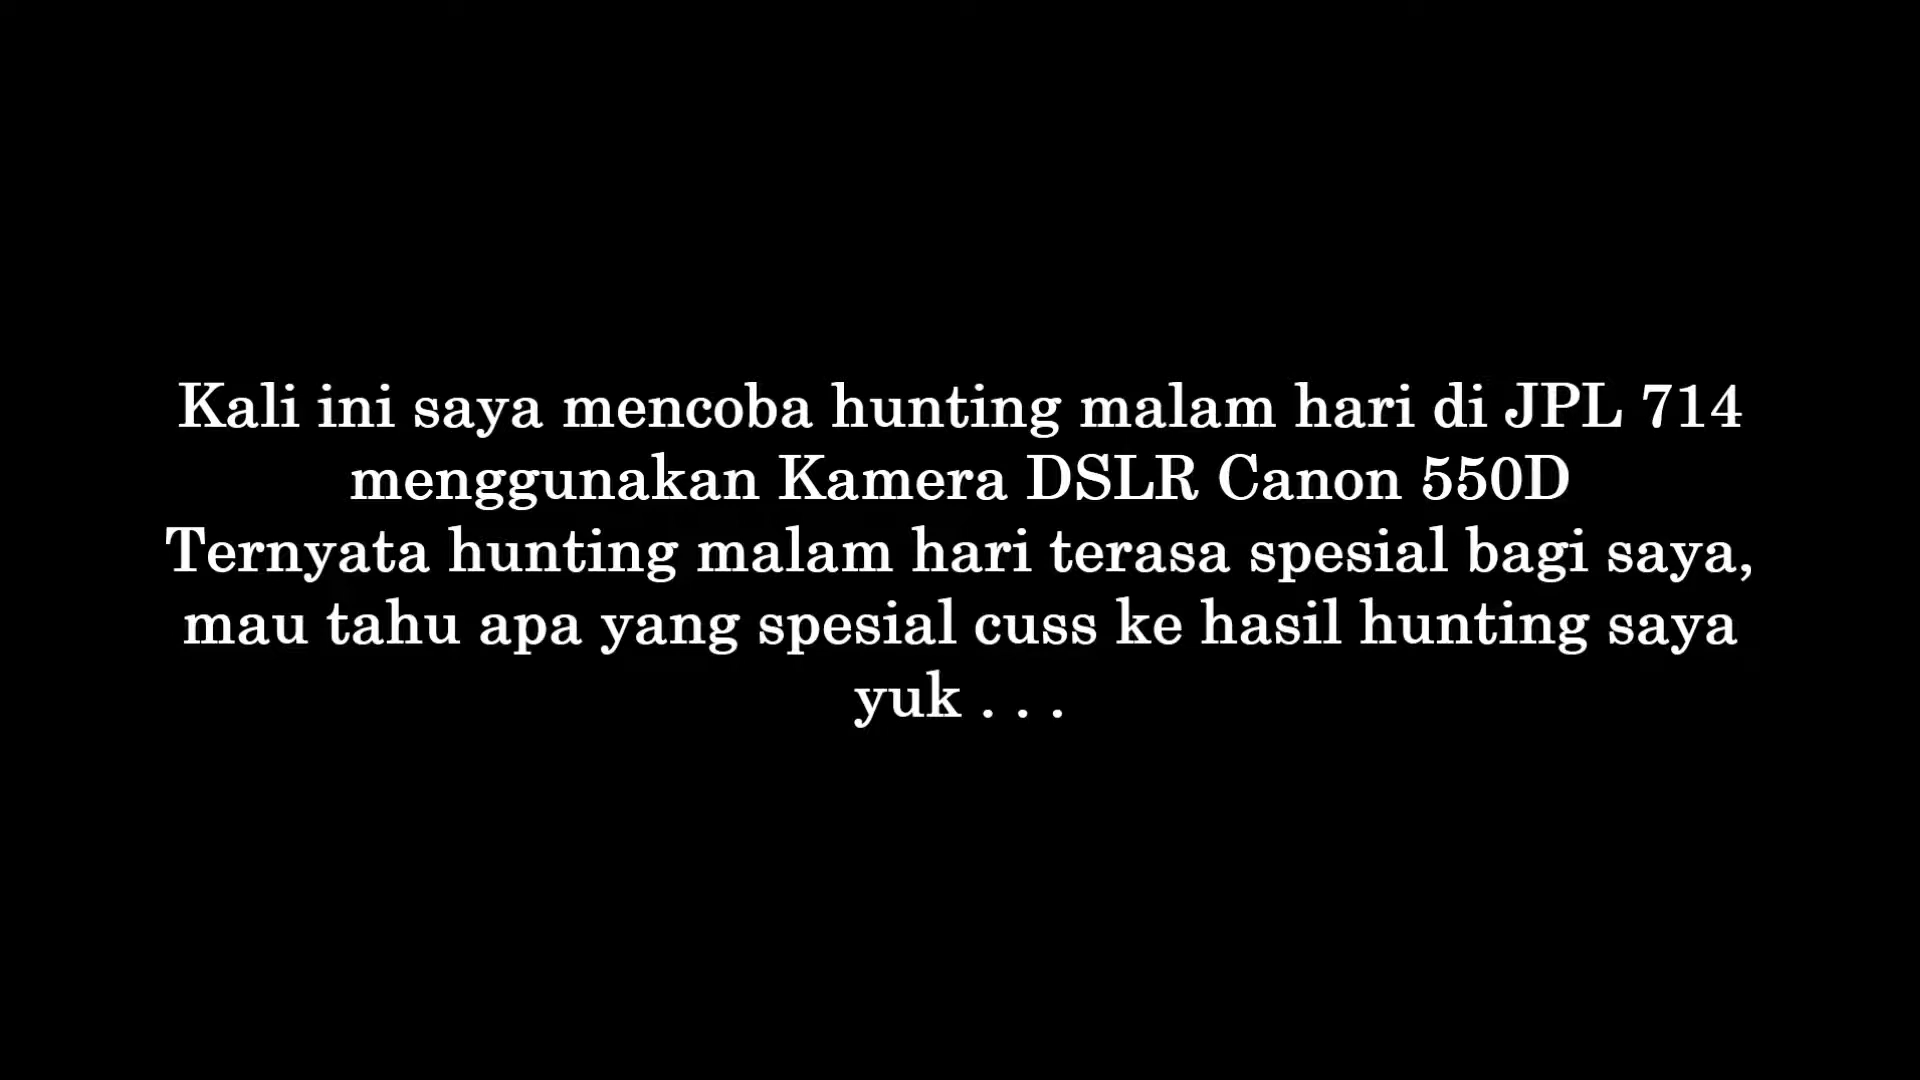 Kali ini saya mencoba hunting malam hari di JPL 714
menggunakan Kamera DSLR Canon 550D
Ternyata hunting malam hari terasa spesial bagi saya,
mau tahu apa yang spesial cuss ke hasil hunting saya
yuk . . .